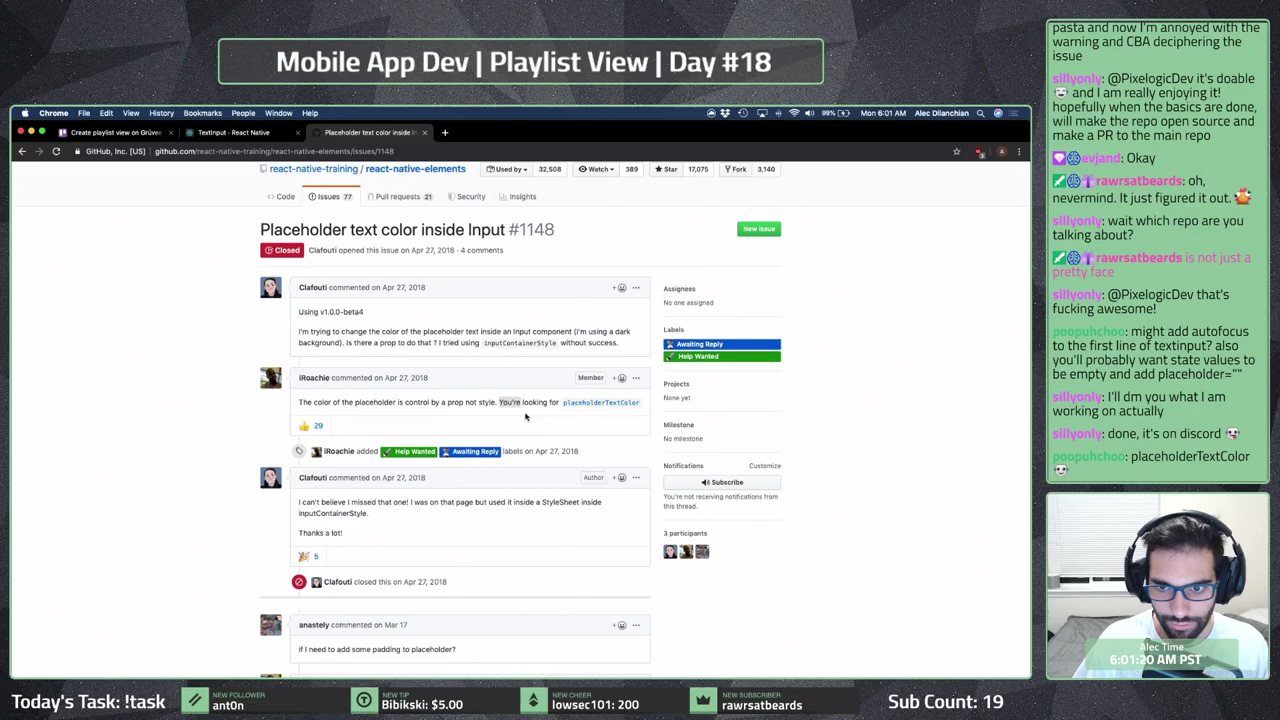 Mobile App Dev | Playlist View | Day #18
Chrome File Edit View History Bookmarks People Window Help
99% Mon 6:01 AM Alec Dilanchian
Create playlist view on Grüve
TextInput · React Native
Placeholder text color inside In
GitHub, Inc. [US] github.com/react-native-training/react-native-elements/issues/1148
react-native-training / react-native-elements
Used by 32,508 Watch 389 Star 17,075 Fork 3,140
Code Issues 77 Pull requests 21 Security Insights
Placeholder text color inside Input #1148
New issue
Closed Clafouti opened this issue on Apr 27, 2018 · 4 comments
Clafouti commented on Apr 27, 2018
Using v1.0.0-beta4
I'm trying to change the color of the placeholder text inside an Input component (I'm using a dark
background). Is there a prop to do that ? I tried using inputContainerStyle without success.
iRoachie commented on Apr 27, 2018 Member
The color of the placeholder is control by a prop not style. You're looking for placeholderTextColor
29
iRoachie added Help Wanted Awaiting Reply labels on Apr 27, 2018
Clafouti commented on Apr 27, 2018 Author
I can't believe I missed that one! I was on that page but used it inside a StyleSheet inside
inputContainerStyle.
Thanks a lot!
5
Clafouti closed this on Apr 27, 2018
anastely commented on Mar 17
if I need to add some padding to placeholder?
Assignees
No one assigned
Labels
Awaiting Reply
Help Wanted
Projects
None yet
Milestone
No milestone
Notifications Customize
Subscribe
You're not receiving notifications from
this thread.
3 participants
pasta and now I'm annoyed with the
warning and CBA deciphering the
issue
sillyonly: @PixelogicDev it's doable
and I am really enjoying it!
hopefully when the basics are done,
will make the repo open source and
make a PR to the main repo
evjand: Okay
rawrsatbeards: oh,
nevermind. It just figured it out.
sillyonly: wait which repo are you
talking about?
rawrsatbeards is not just a
pretty face
sillyonly: @PixelogicDev that's
fucking awesome!
poopuhchoo: might add autofocus
to the first line of textinput? also
you'll probably want state values to
be empty and add placeholder=""
sillyonly: I'll dm you what I am
working on actually
sillyonly: done, it's on discord
poopuhchoo: placeholderTextColor
Alec Time
6:01:20 AM PST
Today's Task: !task
NEW FOLLOWER
ant0n
NEW TIP
Bibikski: $5.00
NEW CHEER
lowsec101: 200
NEW SUBSCRIBER
rawrsatbeards
Sub Count: 19